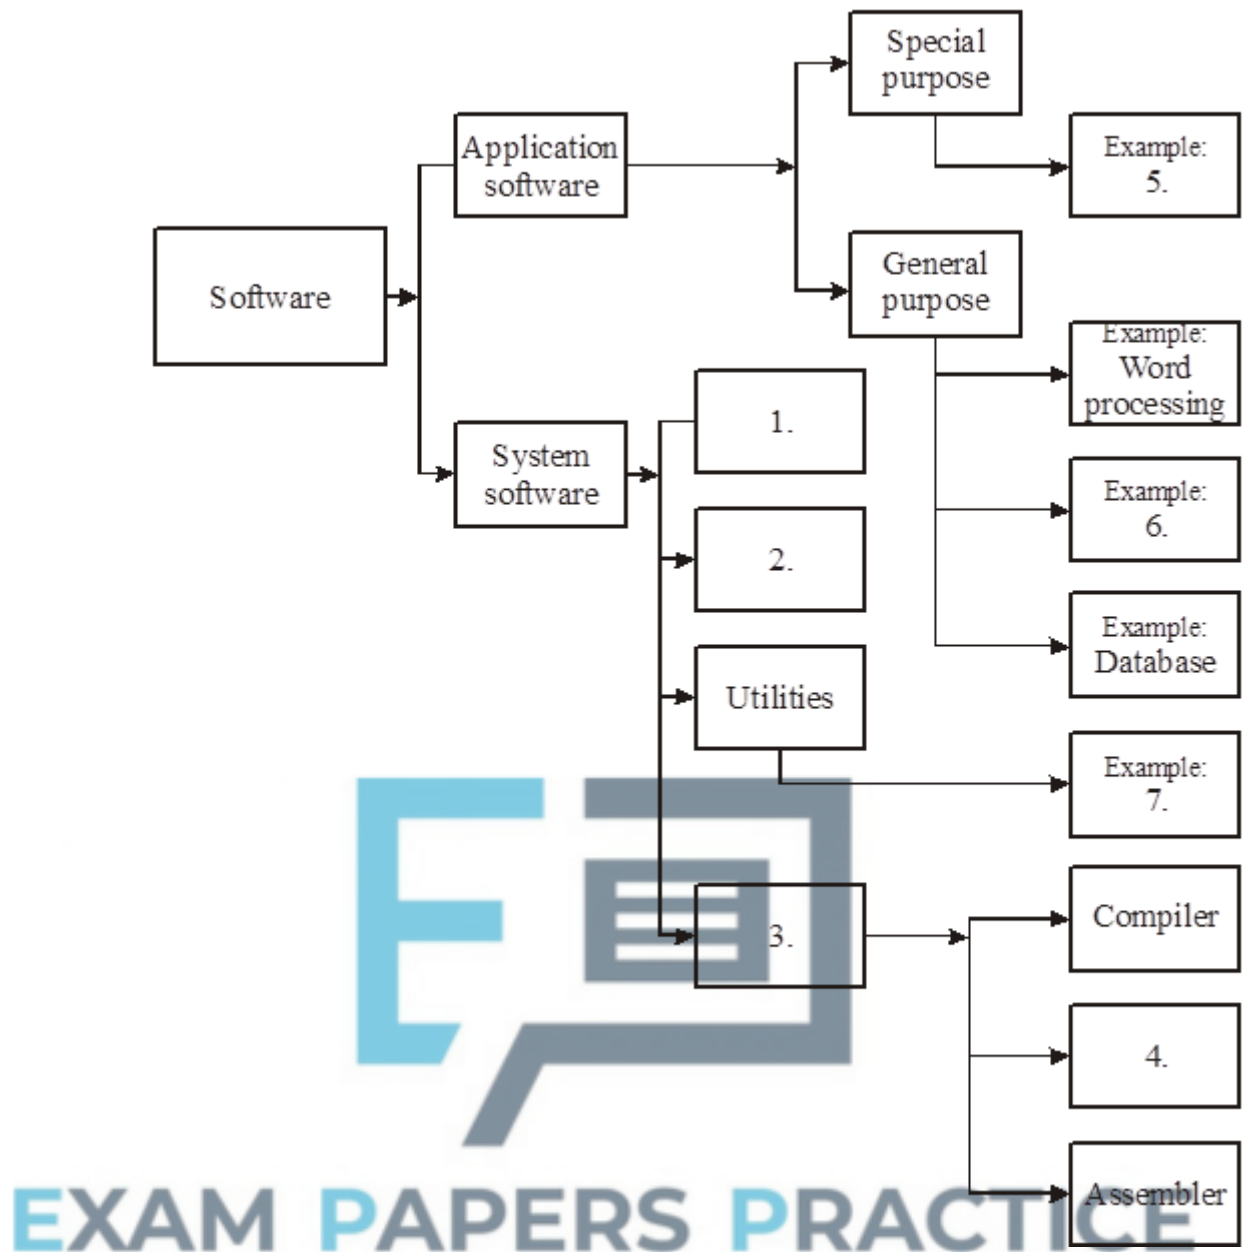 Special
purpose
Application
software
Example:
5.
Software
General
purpose
Example:
Word
processing
1.
System
software
Example:
6.
2.
Example:
Database
Utilities
Example:
7.
3.
Compiler
4.
Assembler
EXAM PAPERS PRACTICE